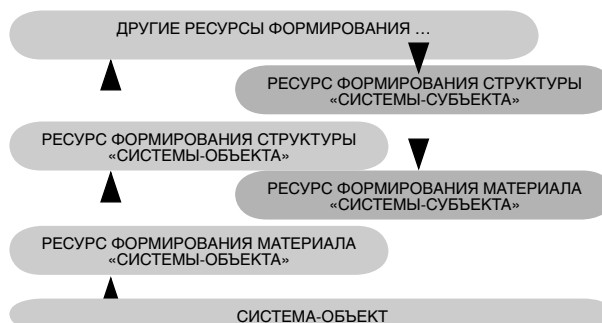 ДРУГИЕ РЕСУРСЫ ФОРМИРОВАНИЯ ...
РЕСУРС ФОРМИРОВАНИЯ СТРУКТУРЫ
«СИСТЕМЫ-СУБЪЕКТА»
РЕСУРС ФОРМИРОВАНИЯ СТРУКТУРЫ
«СИСТЕМЫ-ОБЪЕКТА»
РЕСУРС ФОРМИРОВАНИЯ МАТЕРИАЛА
«СИСТЕМЫ-СУБЪЕКТА»
РЕСУРС ФОРМИРОВАНИЯ МАТЕРИАЛА
«СИСТЕМЫ-ОБЪЕКТА»
СИСТЕМА-ОБЪЕКТ